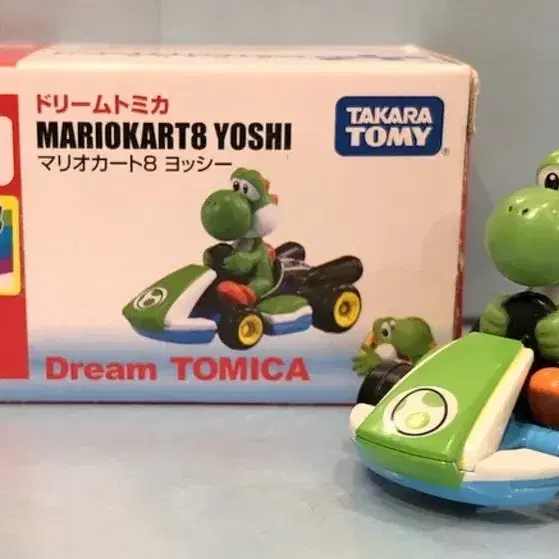 ドリームトミカ
MARIOKART8 YOSHI
マリオカート8 ヨッシー
TAKARA
TOMY
®
Dream TOMICA